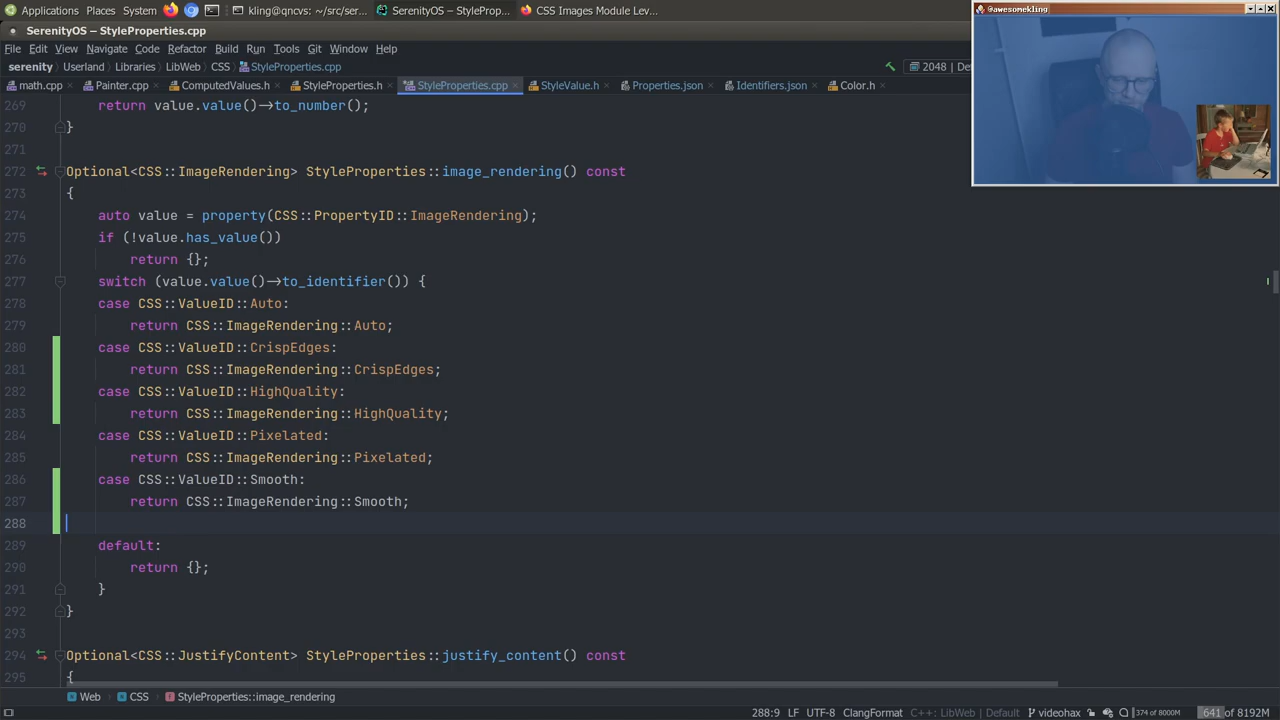 Applications Places System kling@qncvs: ~/src/ser... SerenityOS – StyleProp... CSS Images Module Lev...
@awesomekling
SerenityOS – StyleProperties.cpp
File Edit View Navigate Code Refactor Build Run Tools Git Window Help
serenity Userland Libraries LibWeb CSS StyleProperties.cpp 2048 | De
math.cpp Painter.cpp ComputedValues.h StyleProperties.h StyleProperties.cpp StyleValue.h Properties.json Identifiers.json Color.h
269 return value.value()->to_number();
270 }
271
272 Optional<CSS::ImageRendering> StyleProperties::image_rendering() const
273 {
274 auto value = property(CSS::PropertyID::ImageRendering);
275 if (!value.has_value())
276 return {};
277 switch (value.value()->to_identifier()) {
278 case CSS::ValueID::Auto:
279 return CSS::ImageRendering::Auto;
280 case CSS::ValueID::CrispEdges:
281 return CSS::ImageRendering::CrispEdges;
282 case CSS::ValueID::HighQuality:
283 return CSS::ImageRendering::HighQuality;
284 case CSS::ValueID::Pixelated:
285 return CSS::ImageRendering::Pixelated;
286 case CSS::ValueID::Smooth:
287 return CSS::ImageRendering::Smooth;
288
289 default:
290 return {};
291 }
292 }
293
294 Optional<CSS::JustifyContent> StyleProperties::justify_content() const
295 {
Web CSS StyleProperties::image_rendering
288:9 LF UTF-8 ClangFormat C++: LibWeb | Default videohax 374 of 8000M 641 of 8192M